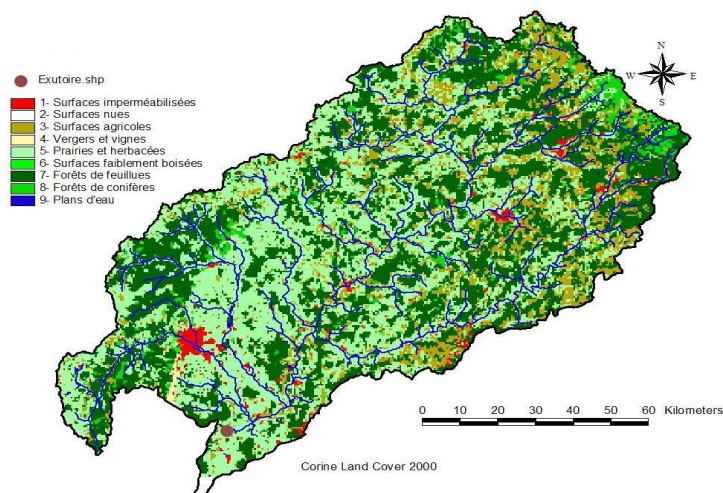 Exutoire.shp
1- Surfaces imperméabilisées
2- Surfaces nues
3- Surfaces agricoles
4- Vergers et vignes
5- Prairies et herbacées
6- Surfaces faiblement boisées
7- Forêts de feuillues
8- Forêts de conifères
9- Plans d'eau
N
W E
S
0 10 20 30 40 50 60 Kilometers
Corine Land Cover 2000